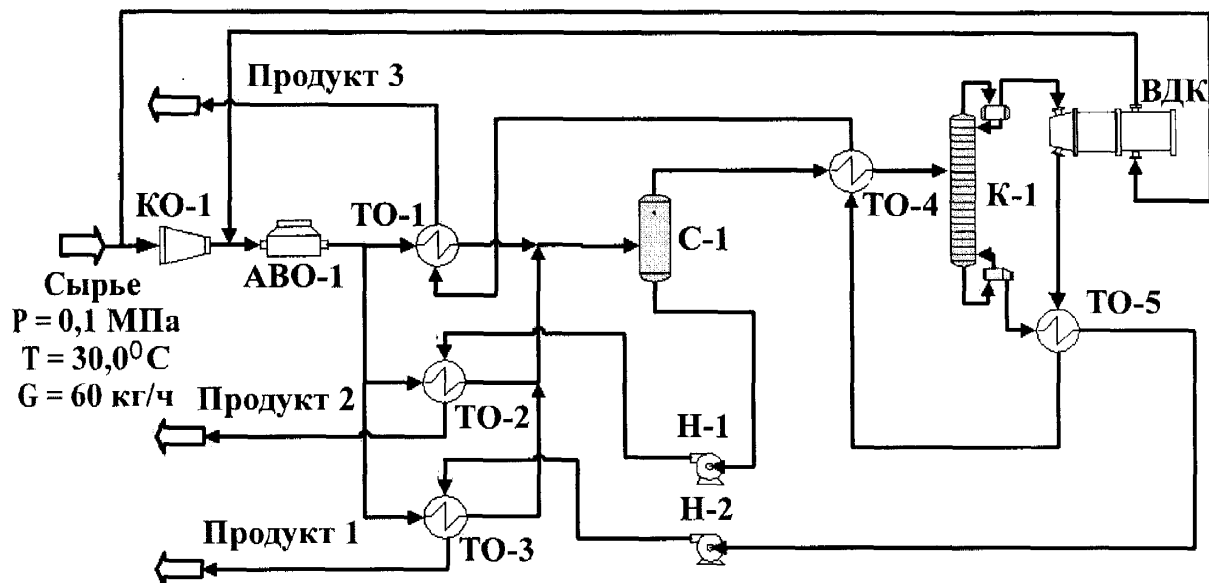 Продукт 3
ВДК
КО-1
ТО-1
ТО-4
К-1
С-1
АВО-1
Сырье
Р = 0,1 МПа
Т = 30,0⁰ С
G = 60 кг/ч
ТО-5
Продукт 2
ТО-2
Н-1
Н-2
Продукт 1
ТО-3